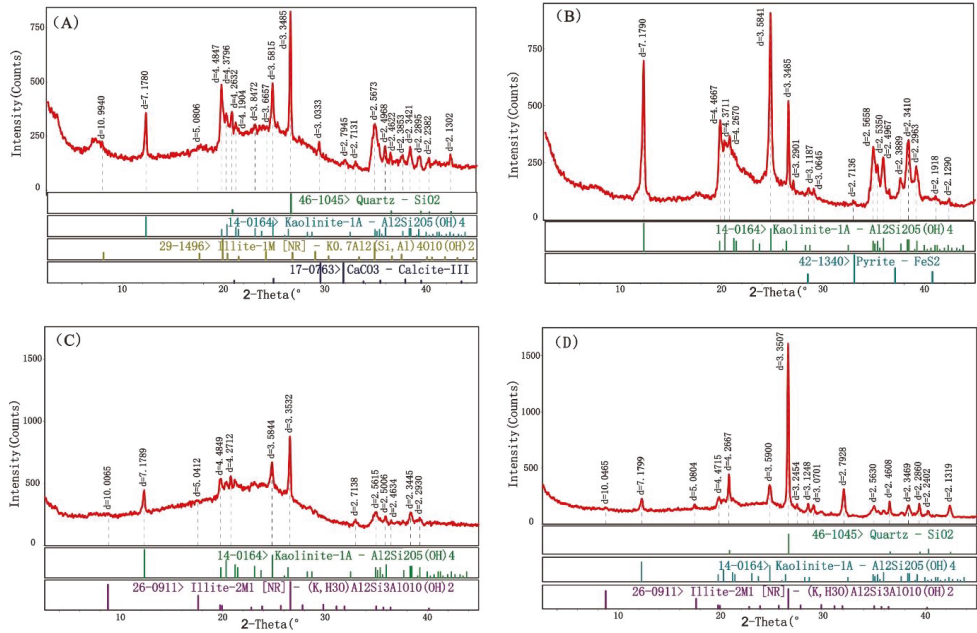 (A)
Intensity(Counts)
750
500
250
0
d=10.9940
d=7.1780
d=5.0806
d=4.4847
d=4.3796
d=4.2632
d=4.1904
d=3.8472
d=3.6657
d=3.5815
d=3.3485
d=3.0333
d=2.7945
d=2.7131
d=2.5673
d=2.4968
d=2.4622
d=2.3853
d=2.3421
d=2.2895
d=2.2382
d=2.1302
46-1045> Quartz - SiO2
14-0164> Kaolinite-1A - Al2Si2O5(OH)4
29-1496> Illite-1M [NR] - K0.7Al2(Si,Al)4O10(OH)2
17-0763> CaCO3 - Calcite-III
10 20 30 40
2-Theta(°
(B)
Intensity(Counts)
750
500
250
0
d=7.1790
d=4.4667
d=4.3711
d=4.2670
d=3.5841
d=3.3485
d=3.2901
d=3.1187
d=3.0645
d=2.7136
d=2.5658
d=2.5350
d=2.4967
d=2.3889
d=2.3410
d=2.2963
d=2.1918
d=2.1290
14-0164> Kaolinite-1A - Al2Si2O5(OH)4
42-1340> Pyrite - FeS2
10 20 30 40
2-Theta(°
(C)
Intensity(Counts)
1500
1000
500
0
d=10.0065
d=7.1789
d=5.0412
d=4.4849
d=4.2712
d=3.5844
d=3.3532
d=2.7138
d=2.5615
d=2.5006
d=2.4634
d=2.3445
d=2.2930
14-0164> Kaolinite-1A - Al2Si2O5(OH)4
26-0911> Illite-2M1 [NR] - (K,H3O)Al2Si3AlO10(OH)2
10 20 30 40
2-Theta(°
(D)
Intensity(Counts)
1500
1000
500
0
d=10.0465
d=7.1799
d=5.0804
d=4.4715
d=4.2667
d=3.5900
d=3.3507
d=3.2454
d=3.1248
d=3.0701
d=2.7928
d=2.5630
d=2.4608
d=2.3469
d=2.2860
d=2.2402
d=2.1319
46-1045> Quartz - SiO2
14-0164> Kaolinite-1A - Al2Si2O5(OH)4
26-0911> Illite-2M1 [NR] - (K,H3O)Al2Si3AlO10(OH)2
10 20 30 40
2-Theta(°